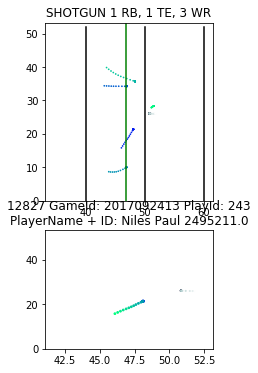 SHOTGUN 1 RB, 1 TE, 3 WR
50
40
30
20
10
0
40 50 60
12827 GameId: 2017092413 PlayId: 243
PlayerName + ID: Niles Paul 2495211.0
40
20
0
42.5 45.0 47.5 50.0 52.5